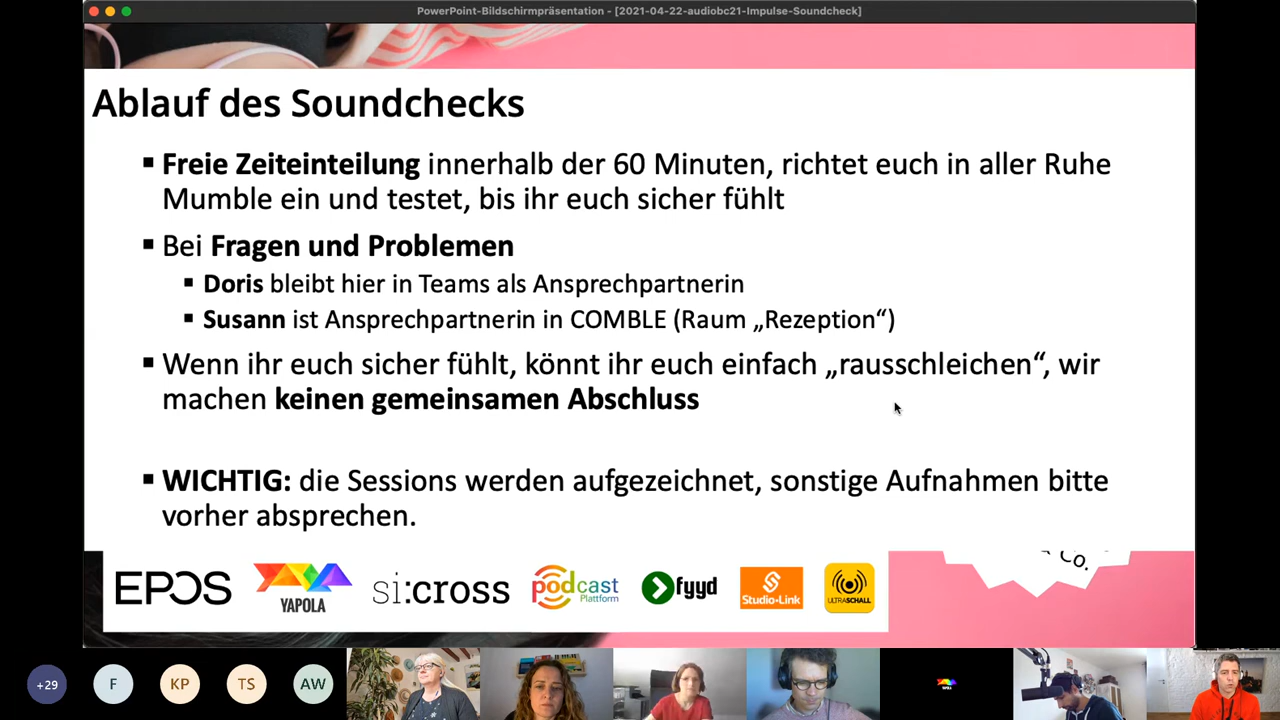 PowerPoint-Bildschirmpräsentation - [2021-04-22-audiobc21-Impulse-Soundcheck]
Ablauf des Soundchecks
▪ Freie Zeiteinteilung innerhalb der 60 Minuten, richtet euch in aller Ruhe
Mumble ein und testet, bis ihr euch sicher fühlt
▪ Bei Fragen und Problemen
▪ Doris bleibt hier in Teams als Ansprechpartnerin
▪ Susann ist Ansprechpartnerin in COMBLE (Raum „Rezeption“)
▪ Wenn ihr euch sicher fühlt, könnt ihr euch einfach „rausschleichen“, wir
machen keinen gemeinsamen Abschluss
▪ WICHTIG: die Sessions werden aufgezeichnet, sonstige Aufnahmen bitte
vorher absprechen.
& CO.
EPOS
YAPOLA
si:cross
podcast
Plattform
fyyd
Studio-Link
ULTRASCHALL
+29
F
KP
TS
AW
YAPOLA